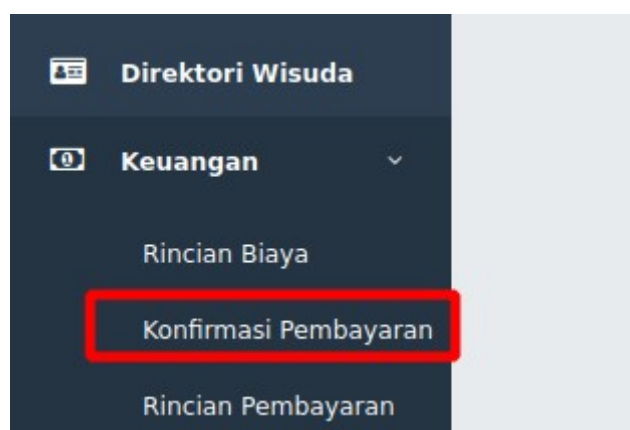 Direktori Wisuda
Keuangan
Rincian Biaya
Konfirmasi Pembayaran
Rincian Pembayaran